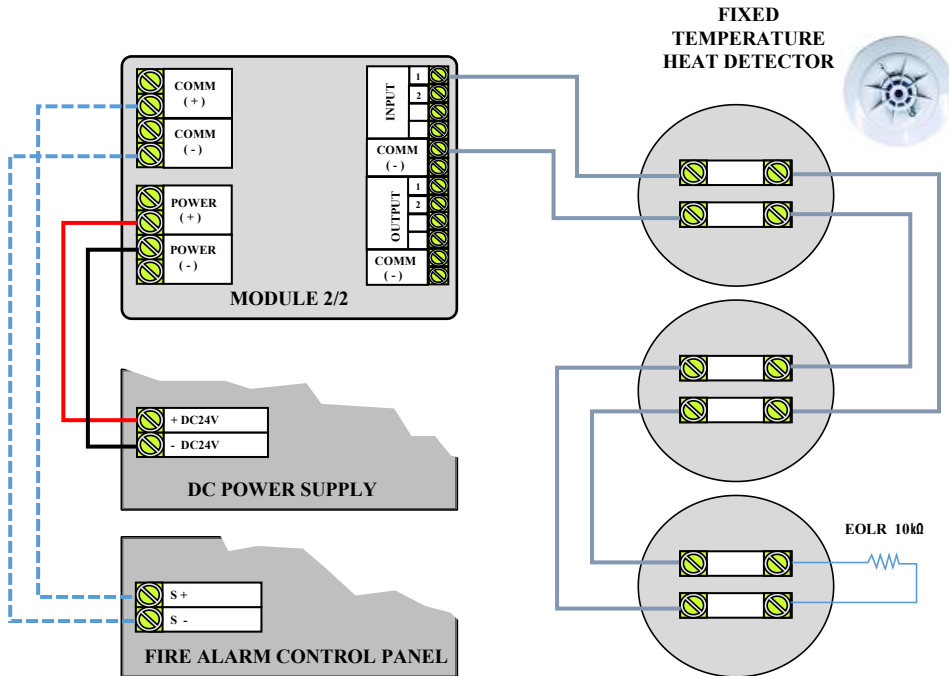 FIXED
TEMPERATURE
HEAT DETECTOR
COMM
( + )
COMM
( - )
POWER
( + )
POWER
( - )
INPUT
1
2
COMM
( - )
OUTPUT
1
2
COMM
( - )
MODULE 2/2
+ DC24V
- DC24V
DC POWER SUPPLY
S +
S -
FIRE ALARM CONTROL PANEL
EOLR 10kΩ